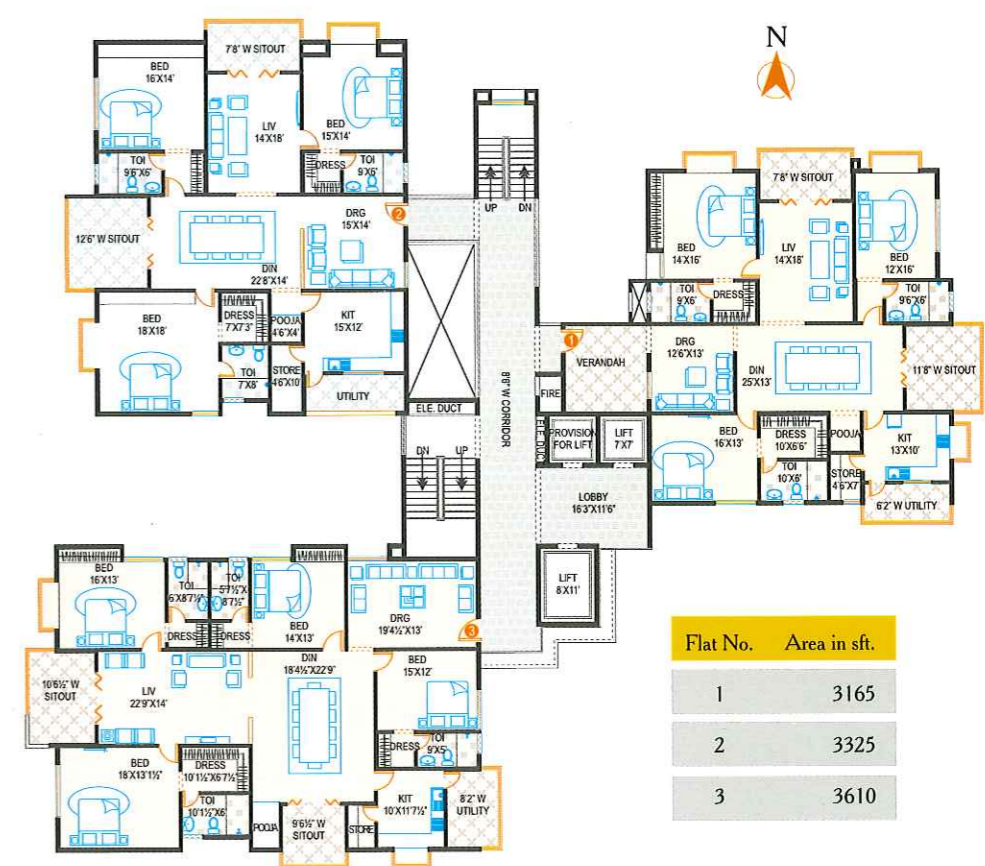 7'8" W SITOUT
BED
16'X14'
LIV
14'X18'
BED
15'X14'
TOI
9'6"X6'
DRESS
TOI
9'X6'
12'6" W SITOUT
DRG
15'X14'
2
DIN
22'8"X14'
BED
18'X18'
DRESS
7'X7'3"
POOJA
4'6"X4'
KIT
15'X12'
TOI
7'X8'
STORE
4'6"X10'
UTILITY
UP
DN
N
7'8" W SITOUT
BED
14'X16'
LIV
14'X18'
BED
12'X16'
TOI
9'X6'
DRESS
TOI
9'6"X6'
1
VERANDAH
DRG
12'6"X13'
DIN
25'X13'
11'8" W SITOUT
FIRE
8'6" W CORRIDOR
ELE. DUCT
ELE. DUCT
PROVISION
FOR LIFT
LIFT
7'X7'
BED
16'X13'
DRESS
10'X6'6"
POOJA
KIT
13'X10'
TOI
10'X6'
STORE
4'6"X7'
6'2" W UTILITY
DN
UP
LOBBY
16'3"X11'6"
LIFT
8'X11'
BED
16'X13'
TOI
6'X8'7½"
TOI
5'7½"X
8'7½"
BED
14'X13'
DRG
19'4½"X13'
3
DRESS
DRESS
10'6½" W
SITOUT
LIV
22'9"X14'
DIN
18'4½"X22'9"
BED
15'X12'
BED
18'X13'1½"
DRESS
10'1½"X6'7½"
DRESS
TOI
9'X5'
TOI
10'1½"X6'
POOJA
9'6½" W
SITOUT
STORE
KIT
10'X11'7½"
8'2" W
UTILITY
Flat No. Area in sft.
1 3165
2 3325
3 3610